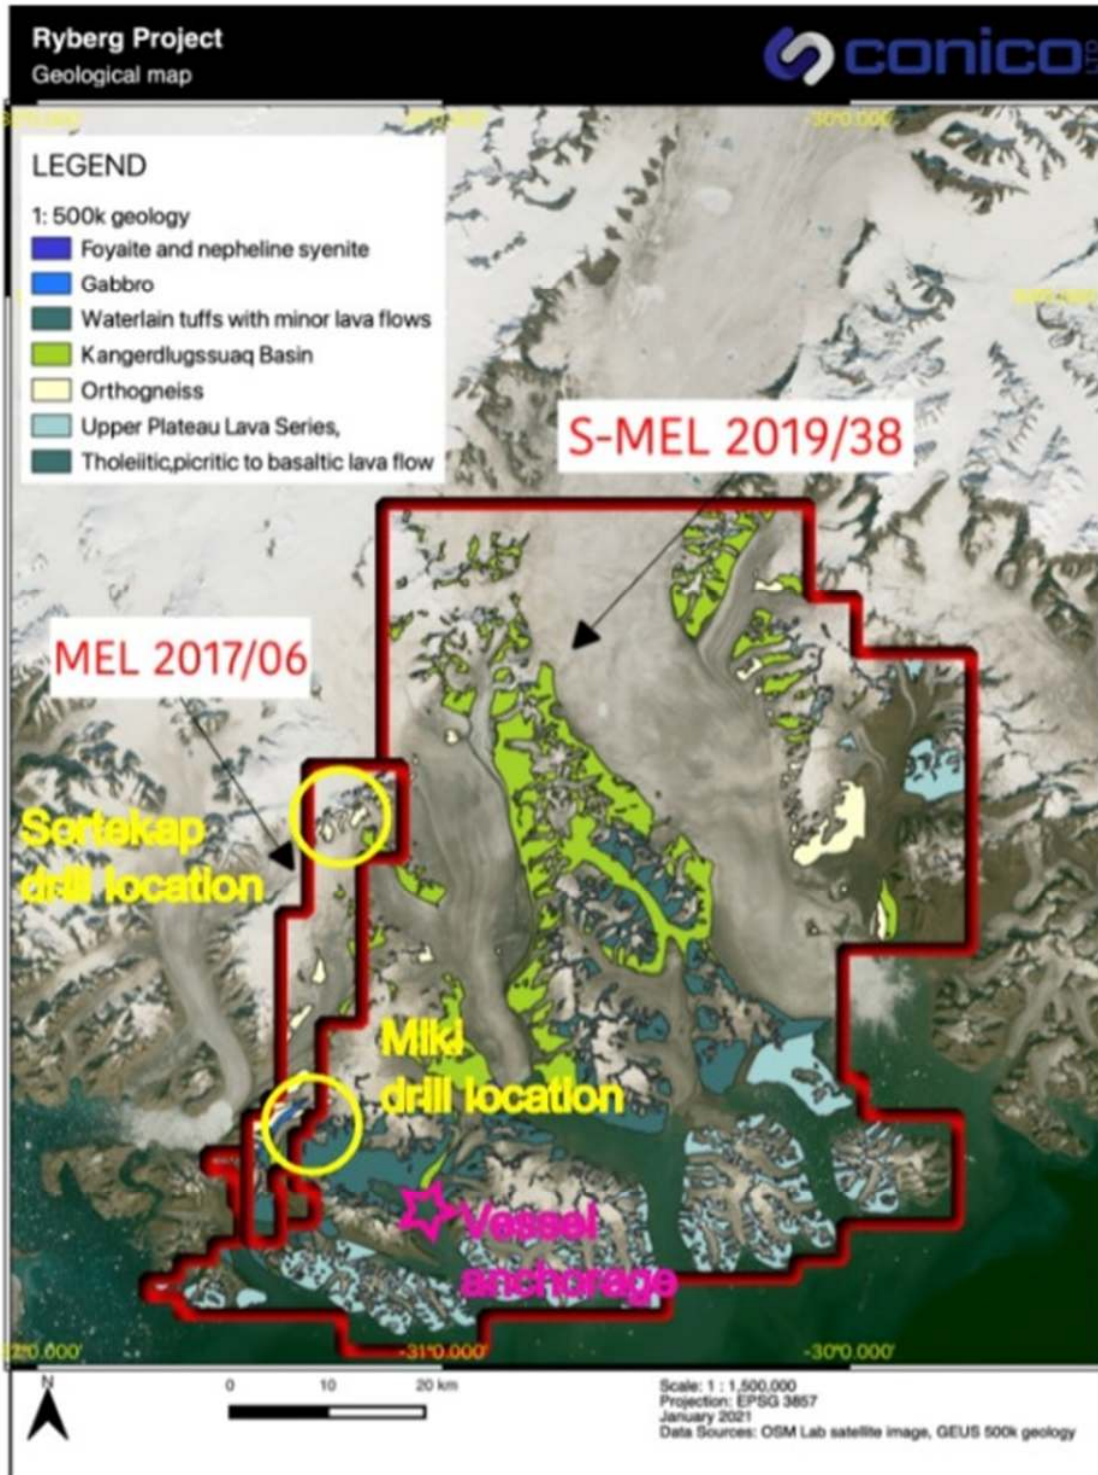 Ryberg Project
Geological map
conico LTD
-30°0.000'
LEGEND
1: 500k geology
Foyaite and nepheline syenite
Gabbro
Waterlain tuffs with minor lava flows
Kangerdlugssuaq Basin
Orthogneiss
Upper Plateau Lava Series,
Tholeiitic,picritic to basaltic lava flow
S-MEL 2019/38
MEL 2017/06
Sortekap
drill location
Miki
drill location
Vessel
anchorage
-31°0.000'
-30°0.000'
N
0 10 20 km
Scale: 1 : 1,500,000
Projection: EPSG 3857
January 2021
Data Sources: OSM Lab satellite image, GEUS 500k geology